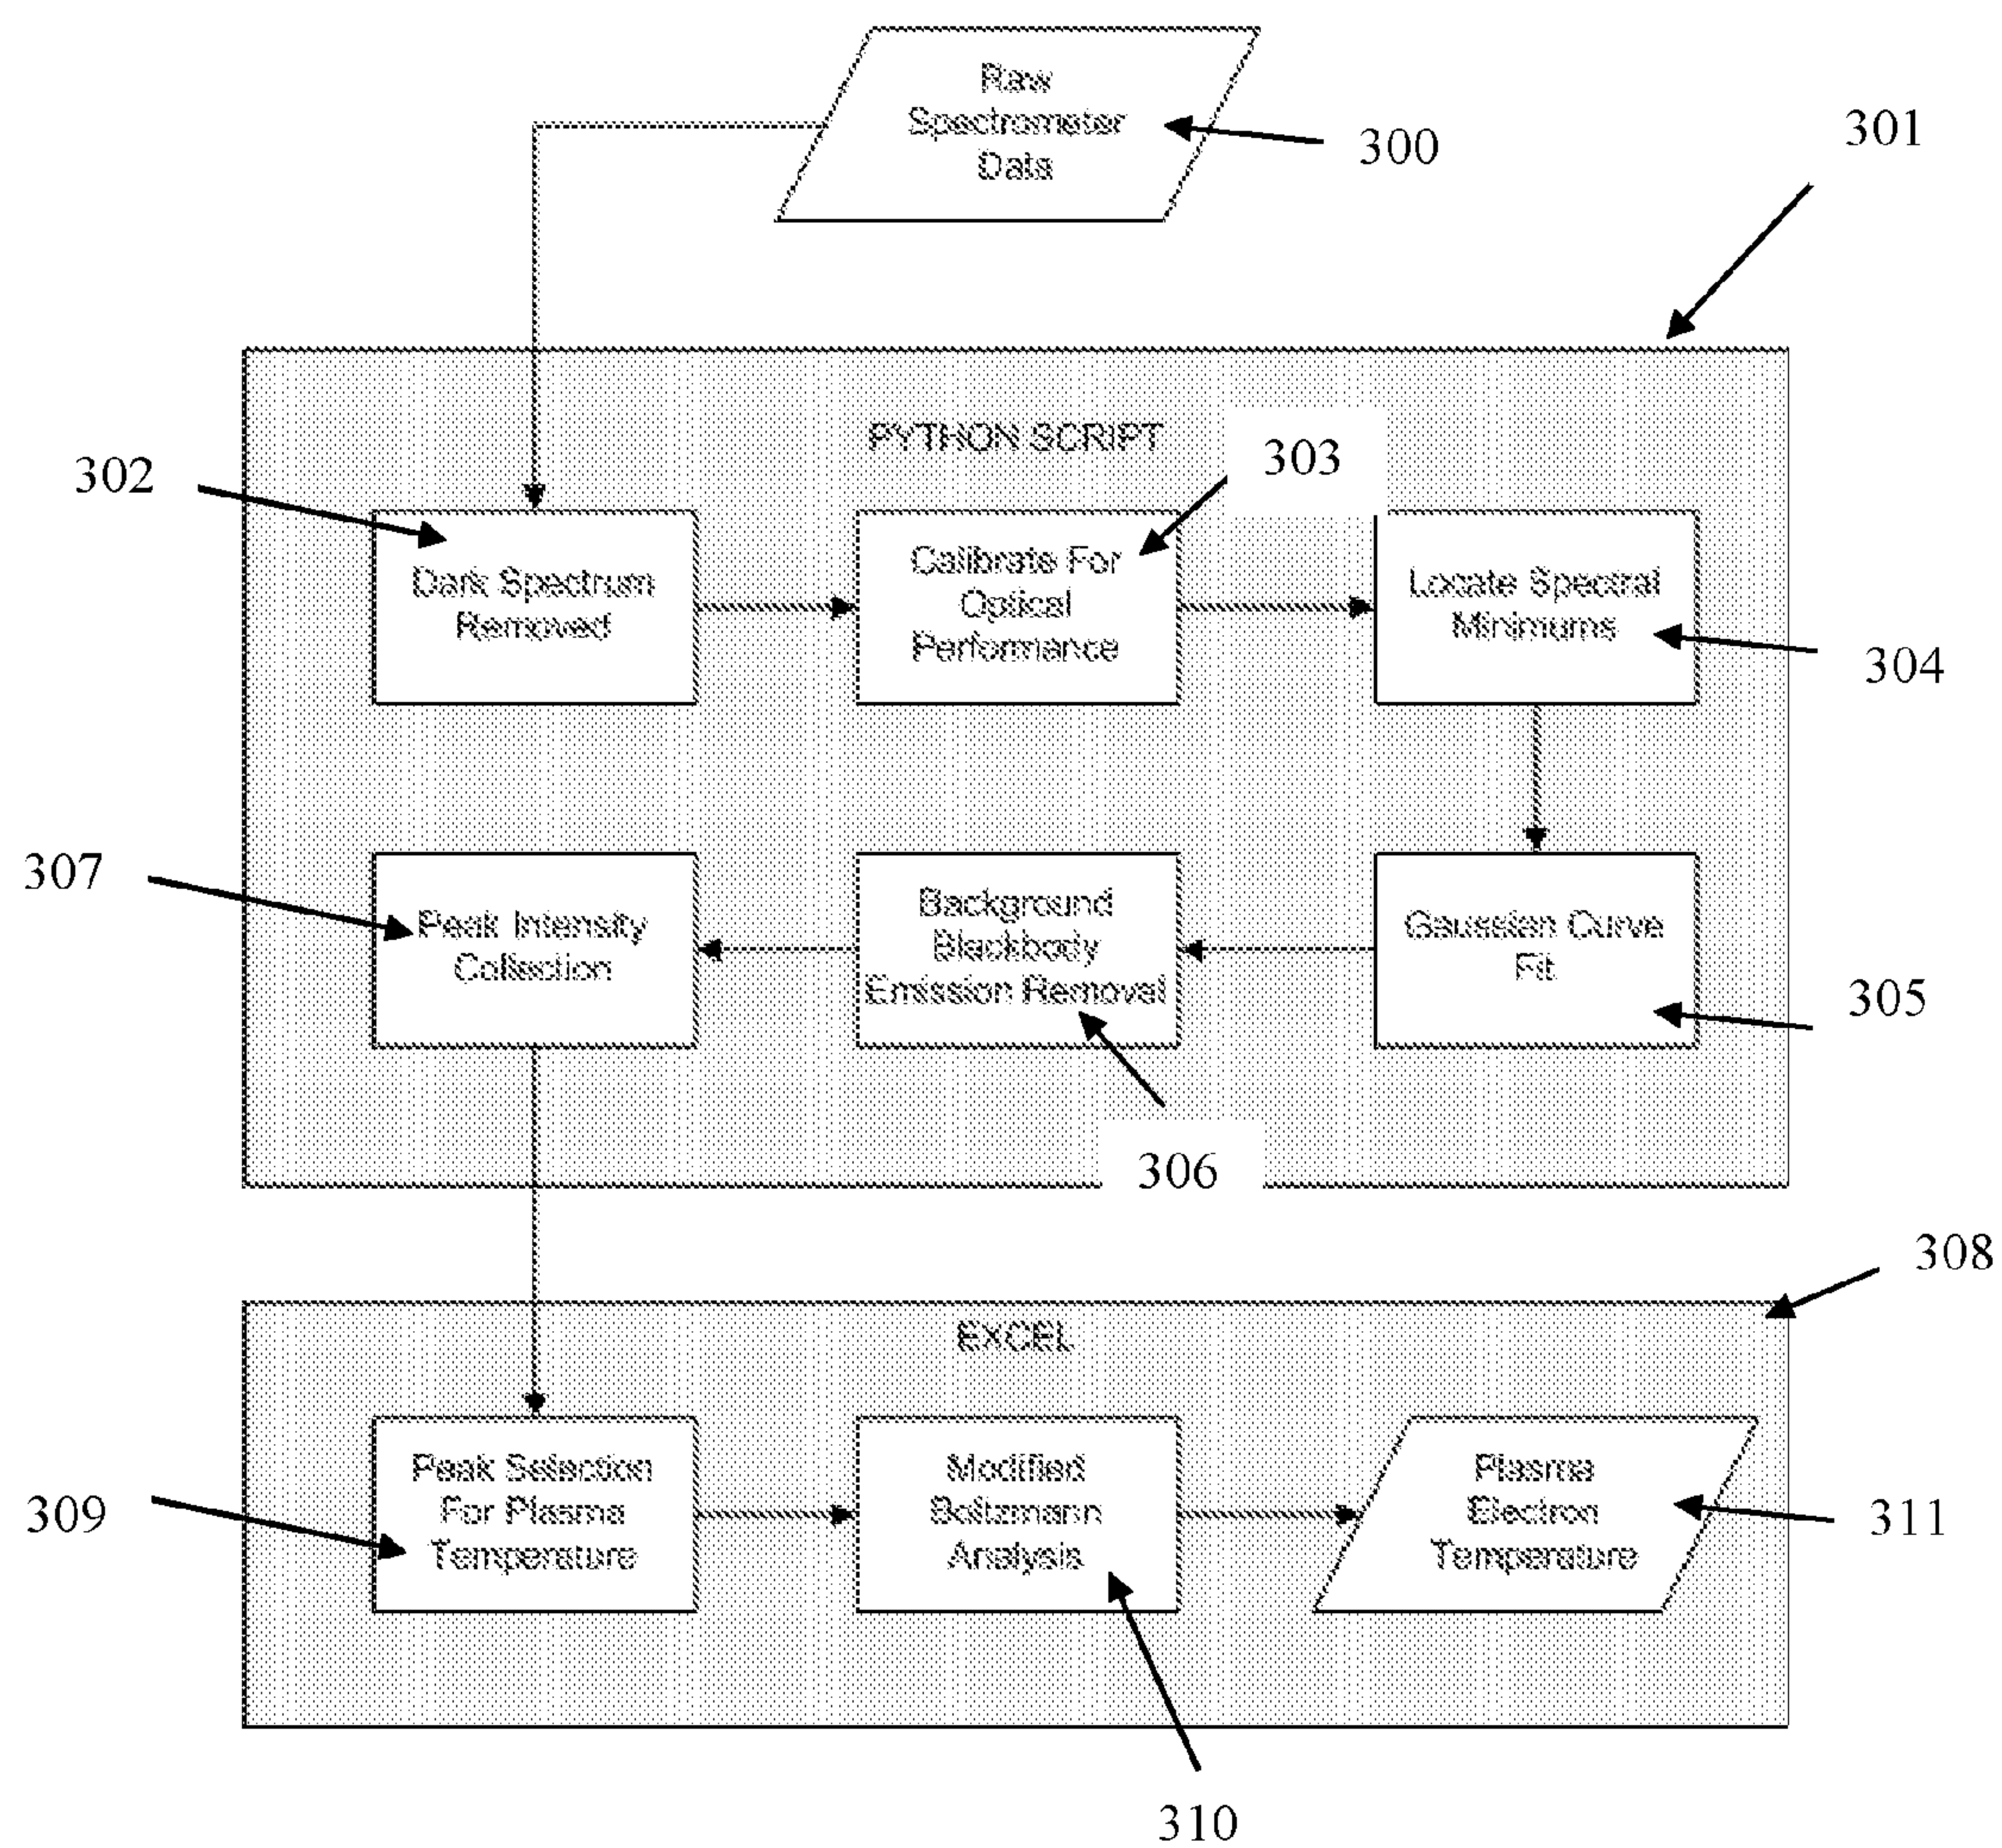 Raw
Spectrometer
Data
300
301
PYTHON SCRIPT
302
303
Dark Spectrum
Removed
Calibrate For
Optical
Performance
Locate Spectral
Minimums
304
307
Peak Intensity
Collection
Background
Blackbody
Emission Removal
Gaussian Curve
Fit
305
306
308
EXCEL
309
Peak Selection
For Plasma
Temperature
Modified
Boltzmann
Analysis
Plasma
Electron
Temperature
311
310